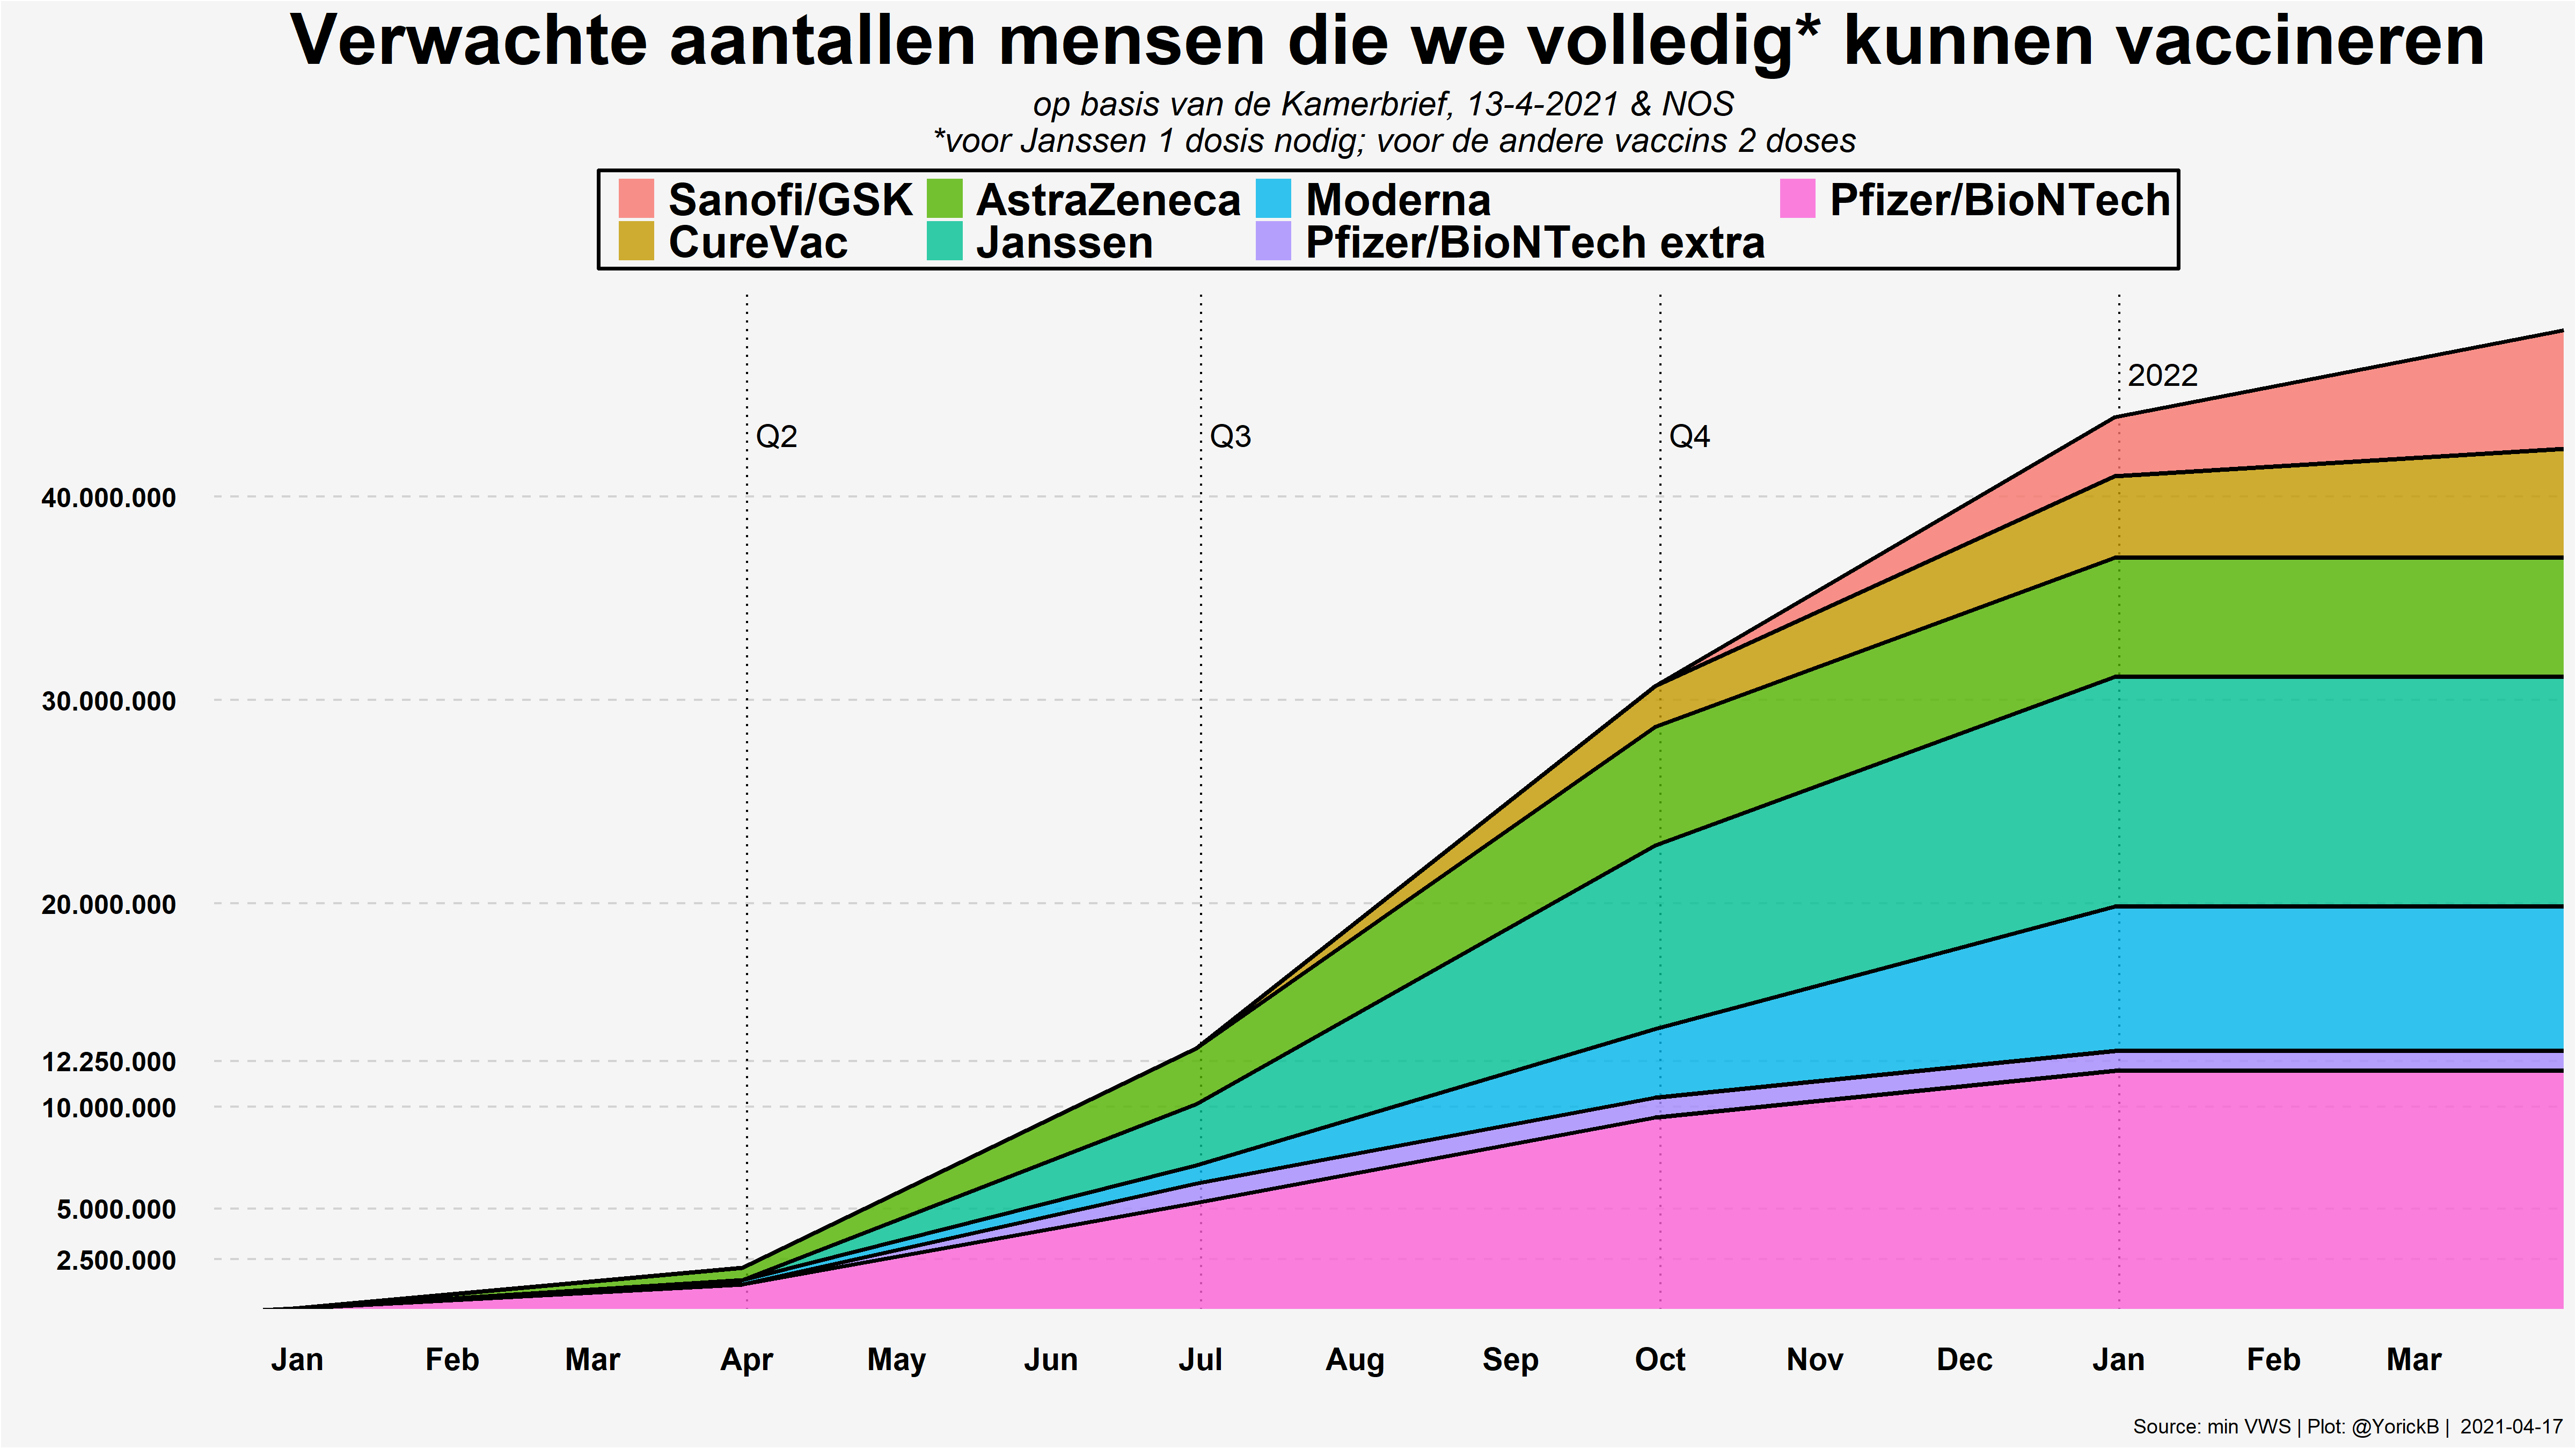 Verwachte aantallen mensen die we volledig* kunnen vaccineren
op basis van de Kamerbrief, 13-4-2021 & NOS
*voor Janssen 1 dosis nodig; voor de andere vaccins 2 doses
Sanofi/GSK AstraZeneca Moderna Pfizer/BioNTech
CureVac Janssen Pfizer/BioNTech extra
2022
Q2 Q3 Q4
40.000.000
30.000.000
20.000.000
12.250.000
10.000.000
5.000.000
2.500.000
Jan Feb Mar Apr May Jun Jul Aug Sep Oct Nov Dec Jan Feb Mar
Source: min VWS | Plot: @YorickB | 2021-04-17